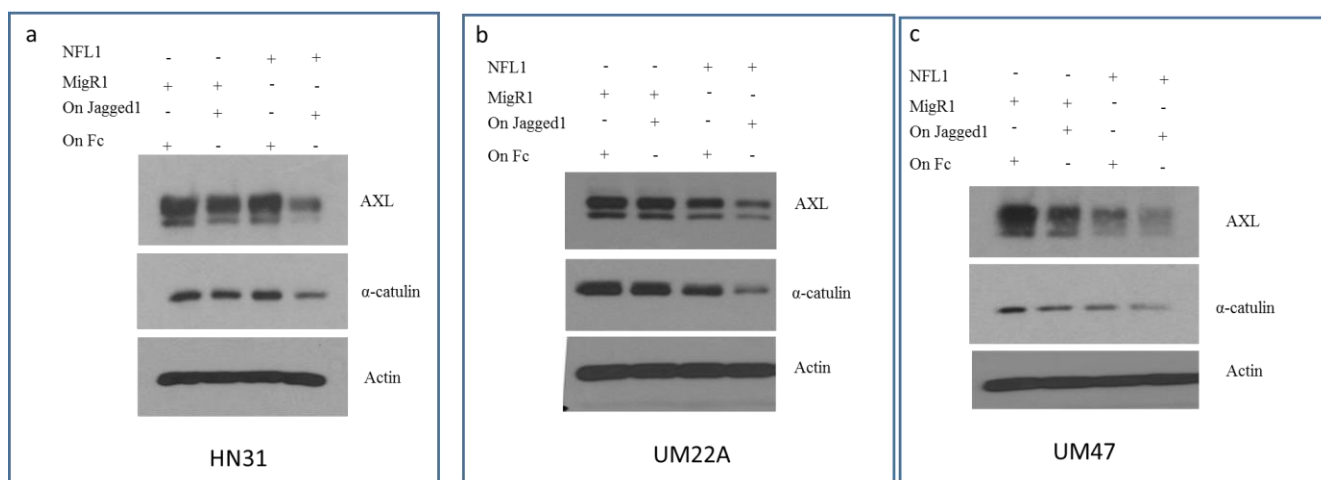 a
NFL1 - - + +
MigR1 + + - -
On Jagged1 - + - +
On Fc + - + -
AXL
α-catulin
Actin
HN31
b
NFL1 - - + +
MigR1 + + - -
On Jagged1 - + - +
On Fc + - + -
AXL
α-catulin
Actin
UM22A
c
NFL1 - - + +
MigR1 + + - -
On Jagged1 - + - +
On Fc + - + -
AXL
α-catulin
Actin
UM47